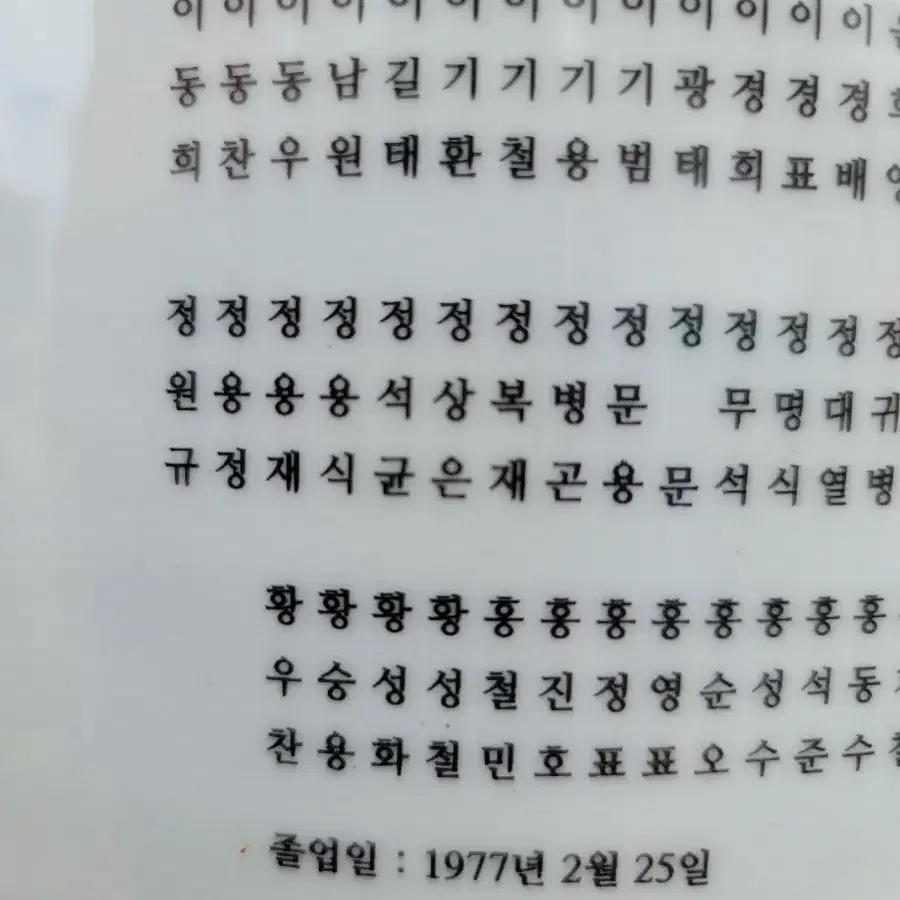 이경배
이경표
이경희
이광태
이기범
이기용
이기철
이기환
이길태
이남원
이동우
이동찬
이동희
정귀병
정대열
정명식
정무석
정 문
정문용
정병곤
정복재
정상은
정석균
정용식
정용재
정용정
정원규
홍동수
홍석준
홍성수
홍순오
홍영표
홍정표
홍진호
홍철민
황성철
황성화
황승용
황우찬
졸업일 : 1977년 2월 25일